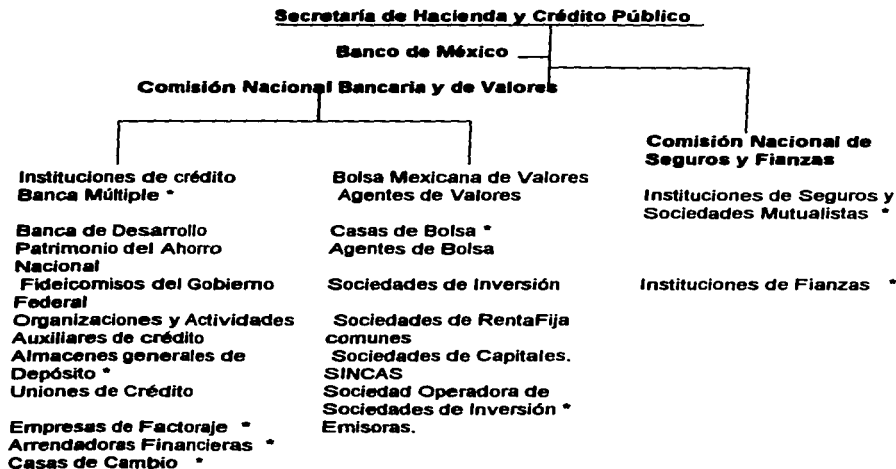 Secretaría de Hacienda y Crédito Público
Banco de México
Comisión Nacional Bancaria y de Valores
Instituciones de crédito
Banca Múltiple *
Banca de Desarrollo
Patrimonio del Ahorro
Nacional
Fideicomisos del Gobierno
Federal
Organizaciones y Actividades
Auxiliares de crédito
Almacenes generales de
Depósito *
Uniones de Crédito
Empresas de Factoraje *
Arrendadoras Financieras *
Casas de Cambio *
Bolsa Mexicana de Valores
Agentes de Valores
Casas de Bolsa *
Agentes de Bolsa
Sociedades de Inversión
Sociedades de RentaFija
comunes
Sociedades de Capitales.
SINCAS
Sociedad Operadora de
Sociedades de Inversión *
Emisoras.
Comisión Nacional de
Seguros y Fianzas
Instituciones de Seguros y
Sociedades Mutualistas *
Instituciones de Fianzas *